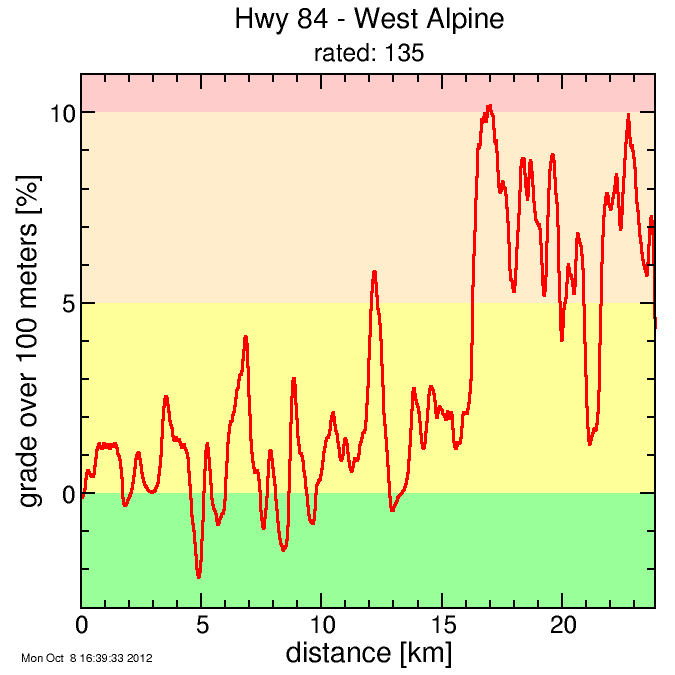 Hwy 84 - West Alpine
rated: 135
10
5
0
grade over 100 meters [%]
0 5 10 15 20
distance [km]
Mon Oct 8 16:39:33 2012